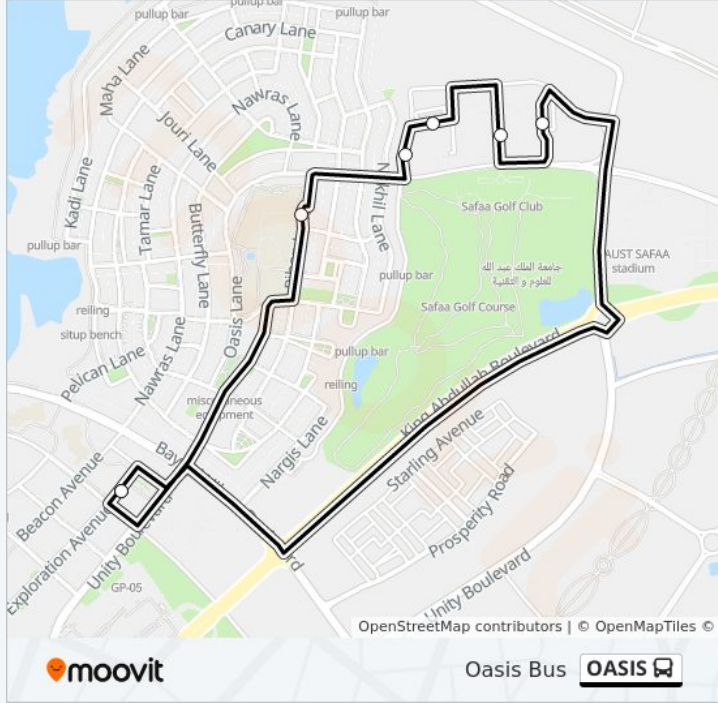 pullup bar
pullup bar
pullup bar
Canary Lane
Maha Lane
Nawras Lane
Jouri Lane
Kadi Lane
Tamar Lane
Butterfly Lane
Safaa Golf Club
pullup bar
AUST SAFAA
stadium
جامعة الملك عبد الله
للعلوم و التقنية
pullup bar
Oasis Lane
reiling
Safaa Golf Course
situp bench
pullup bar
Pelican Lane
Nawras Lane
reiling
King Abdullah Boulevard
miscellaneous
equipment
Nargis Lane
Starling Avenue
Beacon Avenue
Prosperity Road
Exploration Avenue
Unity Boulevard
Unity Boulevard
GP-05
OpenStreetMap contributors | © OpenMapTiles ©
moovit
Oasis Bus
OASIS